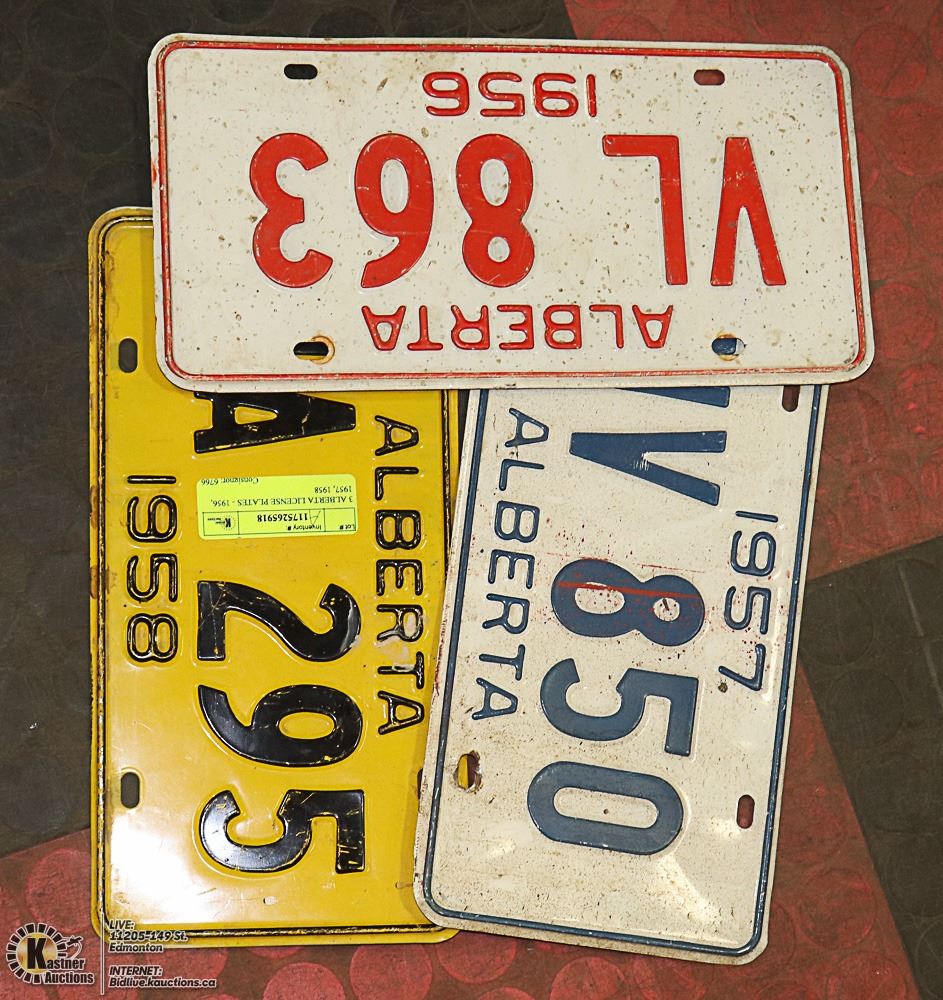 1956
VL 863
ALBERTA
ALBERTA
A 295
1958
Lot #:
Inventory #:
1175265918
3 ALBERTA LICENSE PLATES - 1956,
1957, 1958
Consignor: 6766
1957
V 850
ALBERTA
Kastner
Auctions
LIVE:
11205-149 St.
Edmonton
INTERNET:
Bidlive.kauctions.ca